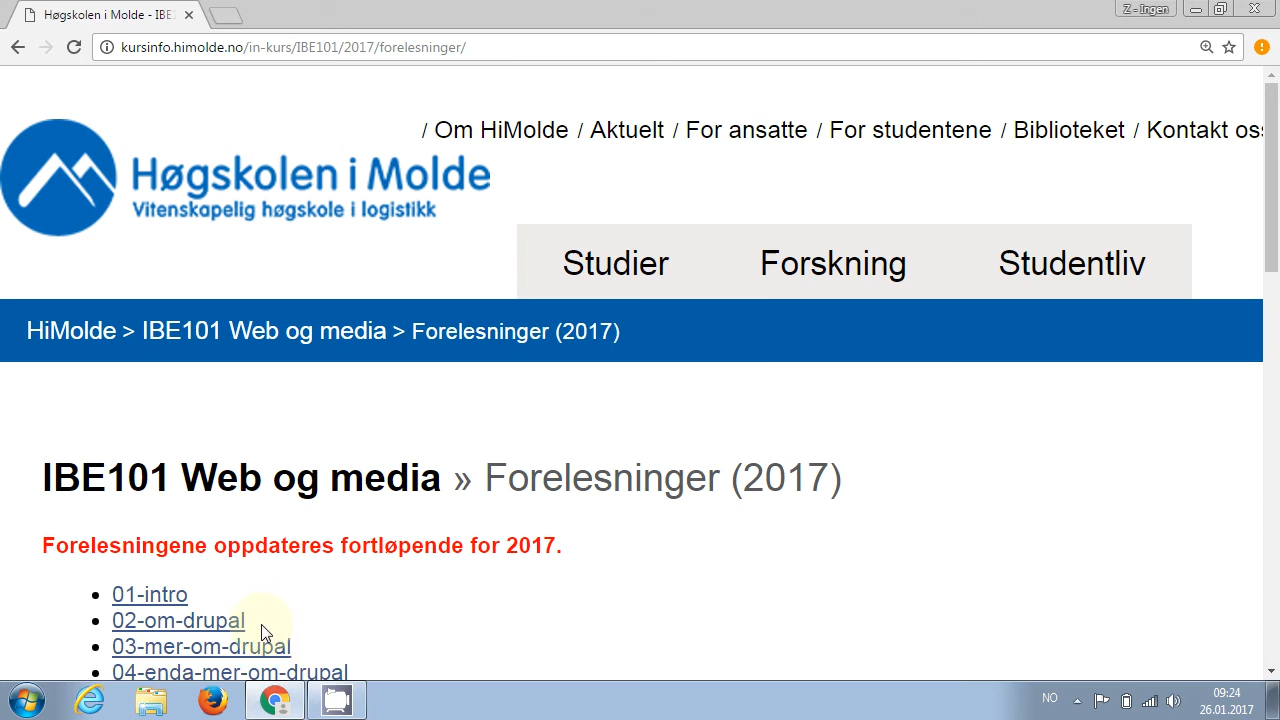 Høgskolen i Molde - IBE
Z - Ingen
kursinfo.himolde.no/in-kurs/IBE101/2017/forelesninger/
/ Om HiMolde / Aktuelt / For ansatte / For studentene / Biblioteket / Kontakt oss
Høgskolen i Molde
Vitenskapelig høgskole i logistikk
Studier Forskning Studentliv
HiMolde > IBE101 Web og media > Forelesninger (2017)
IBE101 Web og media » Forelesninger (2017)
Forelesningene oppdateres fortløpende for 2017.
• 01-intro
• 02-om-drupal
• 03-mer-om-drupal
• 04-enda-mer-om-drupal
NO
09:24
26.01.2017